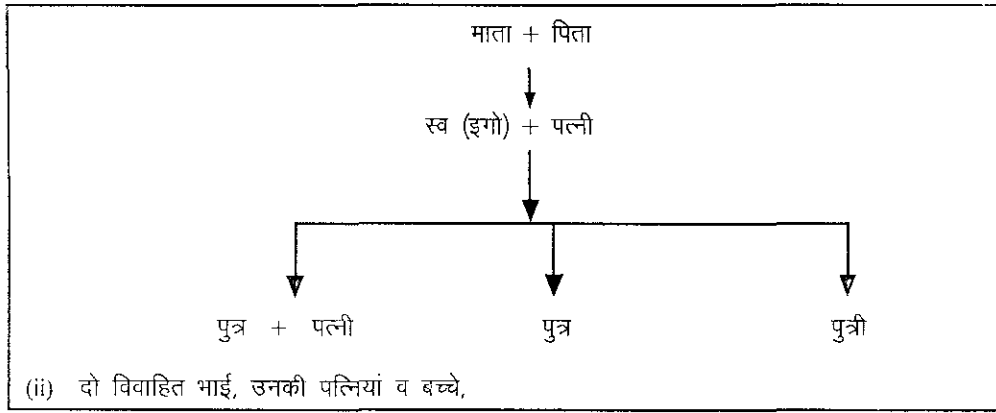 माता + पिता
स्व (इगो) + पत्नी
पुत्र + पत्नी पुत्र पुत्री
(ii) दो विवाहित भाई, उनकी पत्नियां व बच्चे,